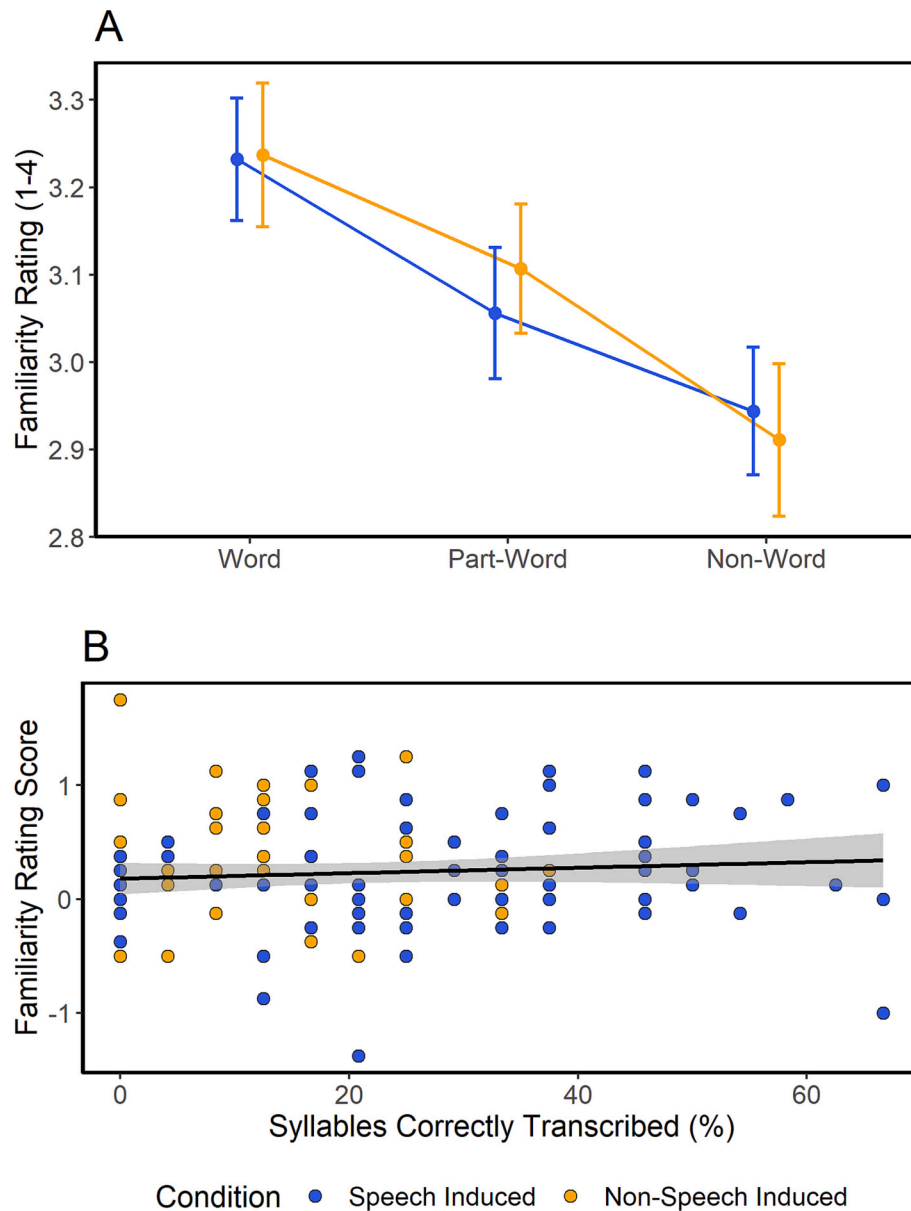 A
Familiarity Rating (1-4)
3.3
3.2
3.1
3.0
2.9
2.8
Word Part-Word Non-Word
B
Familiarity Rating Score
1
0
-1
0 20 40 60
Syllables Correctly Transcribed (%)
Condition Speech Induced Non-Speech Induced